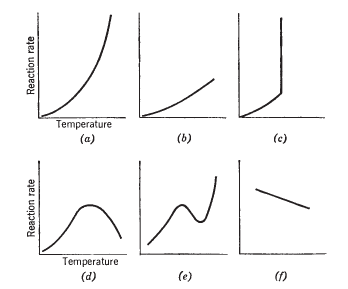 Reaction rate
Temperature
(a)
(b)
(c)
Reaction rate
Temperature
(d)
(e)
(f)